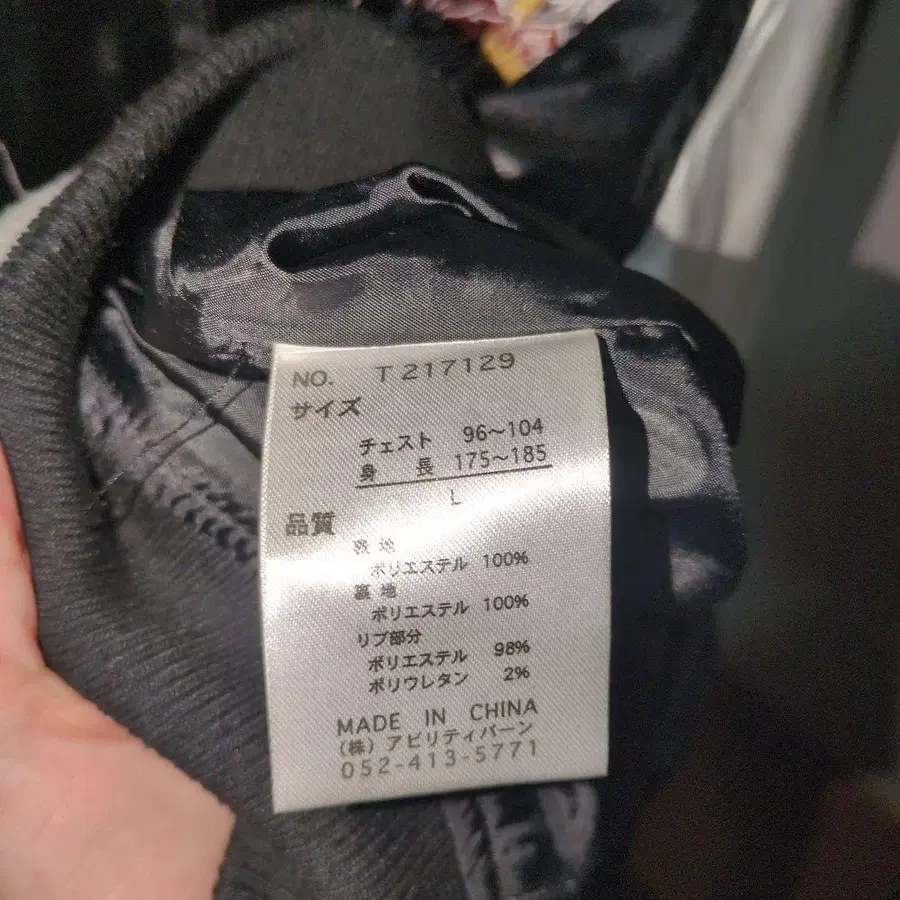 NO. T217129
サイズ
チェスト 96～104
身 長 175～185
L
品質
表 地
ポリエステル 100%
裏 地
ポリエステル 100%
リブ部分
ポリエステル 98%
ポリウレタン 2%
MADE IN CHINA
(株) アビリティバーン
052-413-5771